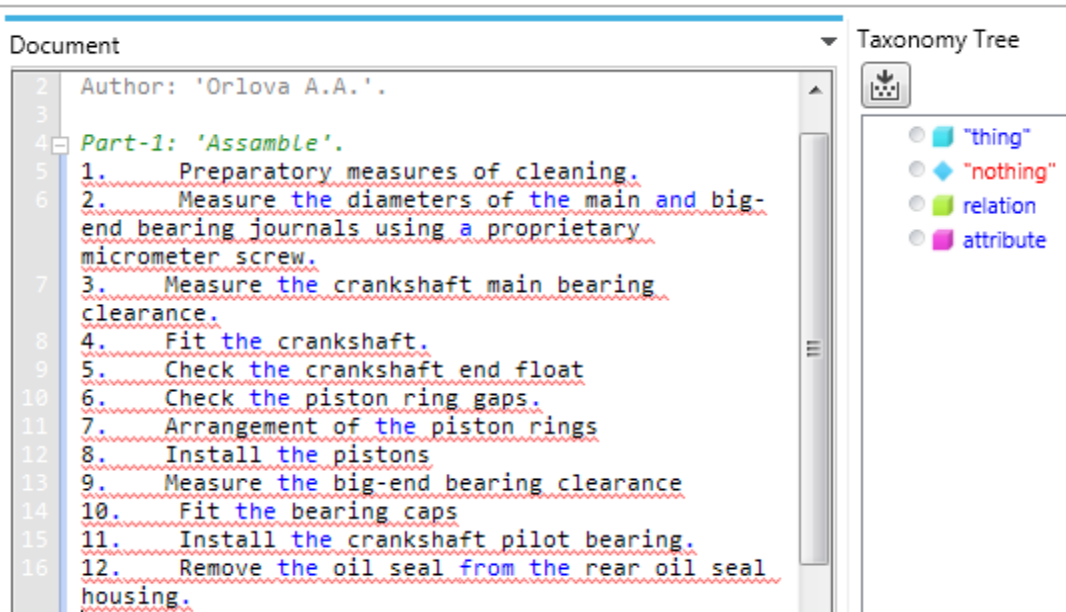 Document
Taxonomy Tree
2 Author: 'Orlova A.A.'.
3
4 Part-1: 'Assamble'.
5 1. Preparatory measures of cleaning.
6 2. Measure the diameters of the main and big-
end bearing journals using a proprietary
micrometer screw.
7 3. Measure the crankshaft main bearing
clearance.
8 4. Fit the crankshaft.
9 5. Check the crankshaft end float
10 6. Check the piston ring gaps.
11 7. Arrangement of the piston rings
12 8. Install the pistons
13 9. Measure the big-end bearing clearance
14 10. Fit the bearing caps
15 11. Install the crankshaft pilot bearing.
16 12. Remove the oil seal from the rear oil seal
housing.
"thing"
"nothing"
relation
attribute